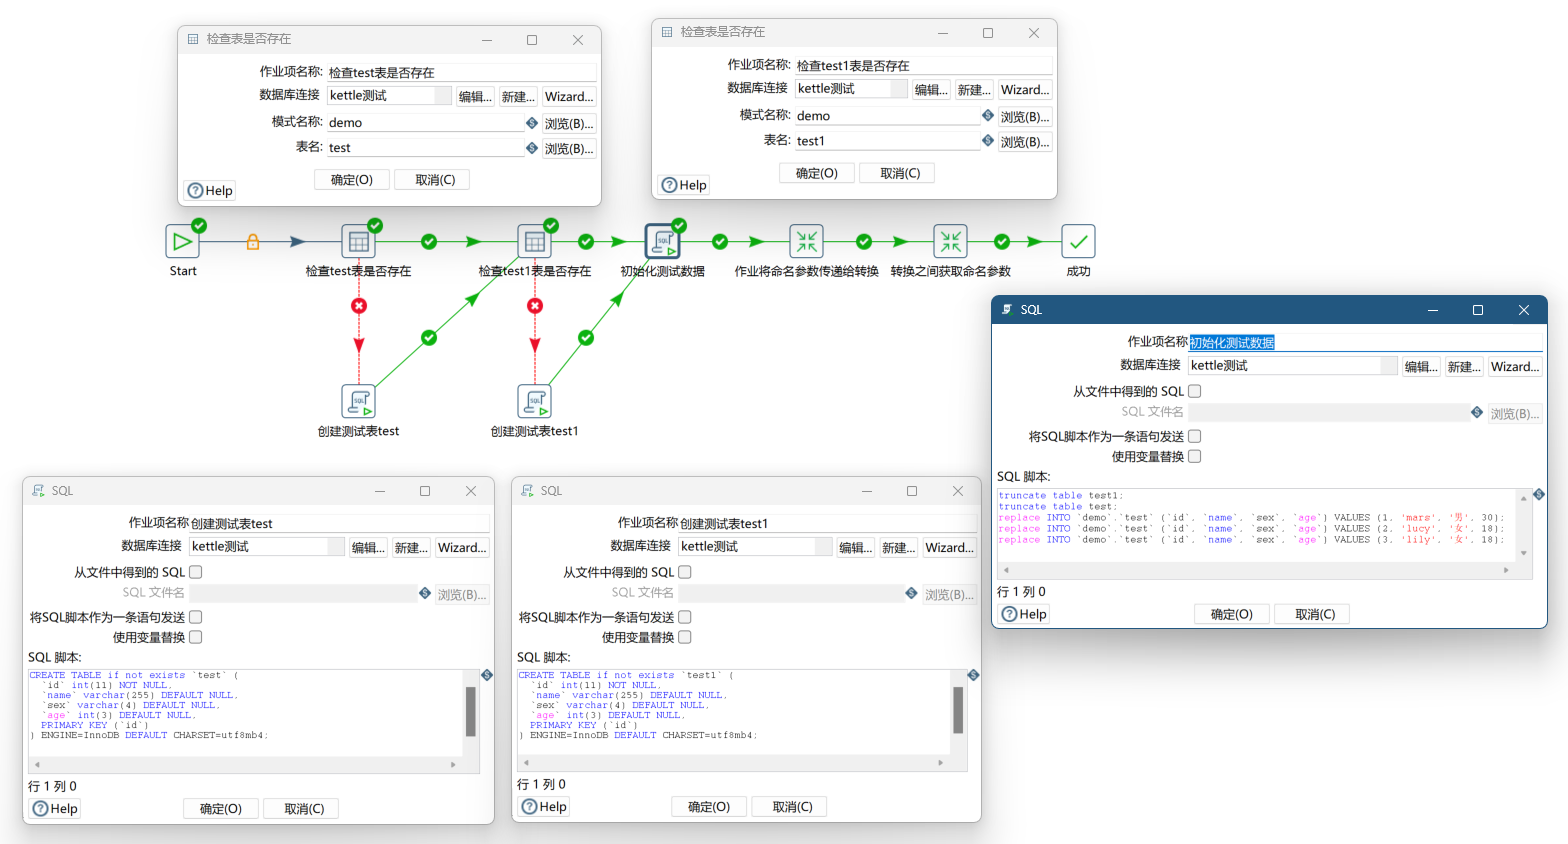 检查表是否存在
作业项名称: 检查test表是否存在
数据库连接 kettle测试 编辑... 新建... Wizard...
模式名称: demo 浏览(B)...
表名: test 浏览(B)...
确定(O) 取消(C)
Help
检查表是否存在
作业项名称: 检查test1表是否存在
数据库连接 kettle测试 编辑... 新建... Wizard...
模式名称: demo 浏览(B)...
表名: test1 浏览(B)...
确定(O) 取消(C)
Help
Start
检查test表是否存在
检查test1表是否存在
SQL
初始化测试数据
作业将命名参数传递给转换
转换之间获取命名参数
成功
SQL
创建测试表test
SQL
创建测试表test1
SQL
作业项名称 初始化测试数据
数据库连接 kettle测试 编辑... 新建... Wizard...
从文件中得到的 SQL
SQL 文件名 浏览(B)...
将SQL脚本作为一条语句发送
使用变量替换
SQL 脚本:
truncate table test1;
truncate table test;
replace INTO `demo`.`test` (`id`, `name`, `sex`, `age`) VALUES (1, 'mars', '男', 30);
replace INTO `demo`.`test` (`id`, `name`, `sex`, `age`) VALUES (2, 'lucy', '女', 18);
replace INTO `demo`.`test` (`id`, `name`, `sex`, `age`) VALUES (3, 'lily', '女', 18);
行 1 列 0
Help 确定(O) 取消(C)
SQL
作业项名称 创建测试表test
数据库连接 kettle测试 编辑... 新建... Wizard...
从文件中得到的 SQL
SQL 文件名 浏览(B)...
将SQL脚本作为一条语句发送
使用变量替换
SQL 脚本:
CREATE TABLE if not exists `test` (
`id` int(11) NOT NULL,
`name` varchar(255) DEFAULT NULL,
`sex` varchar(4) DEFAULT NULL,
`age` int(3) DEFAULT NULL,
PRIMARY KEY (`id`)
) ENGINE=InnoDB DEFAULT CHARSET=utf8mb4;
行 1 列 0
Help 确定(O) 取消(C)
SQL
作业项名称 创建测试表test1
数据库连接 kettle测试 编辑... 新建... Wizard...
从文件中得到的 SQL
SQL 文件名 浏览(B)...
将SQL脚本作为一条语句发送
使用变量替换
SQL 脚本:
CREATE TABLE if not exists `test1` (
`id` int(11) NOT NULL,
`name` varchar(255) DEFAULT NULL,
`sex` varchar(4) DEFAULT NULL,
`age` int(3) DEFAULT NULL,
PRIMARY KEY (`id`)
) ENGINE=InnoDB DEFAULT CHARSET=utf8mb4;
行 1 列 0
Help 确定(O) 取消(C)